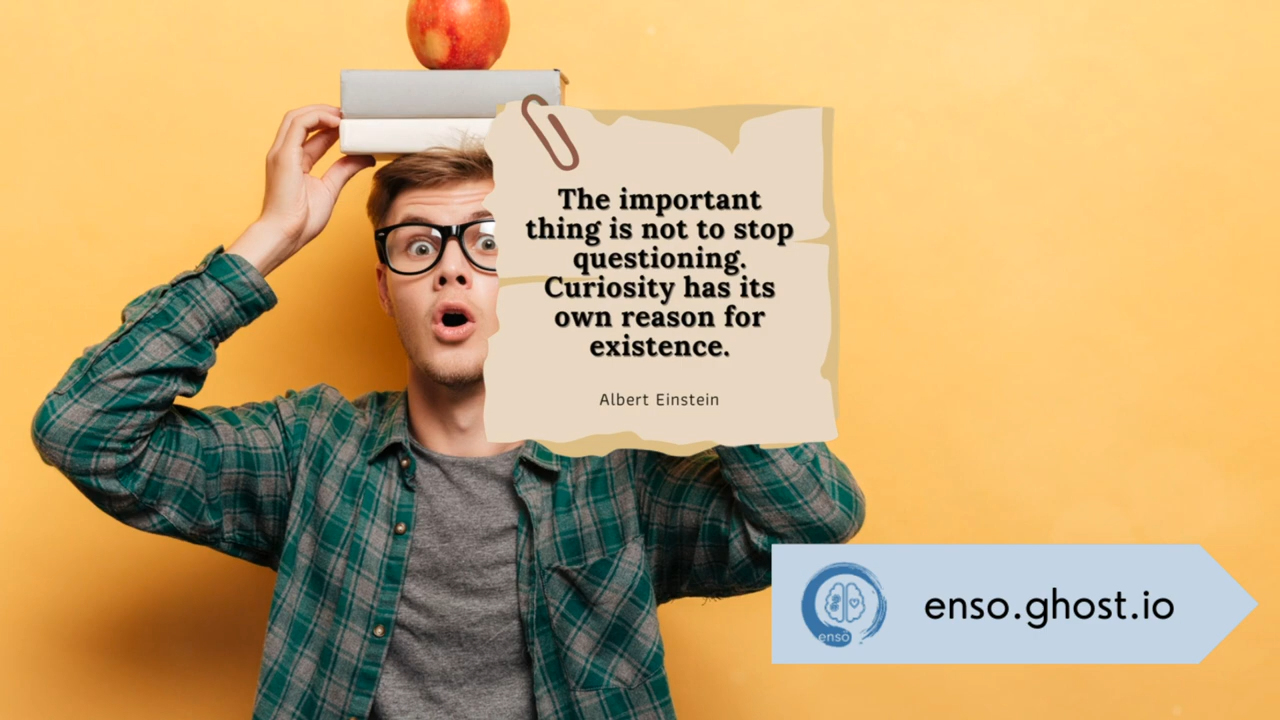 The important
thing is not to stop
questioning.
Curiosity has its
own reason for
existence.
Albert Einstein
enso
enso.ghost.io